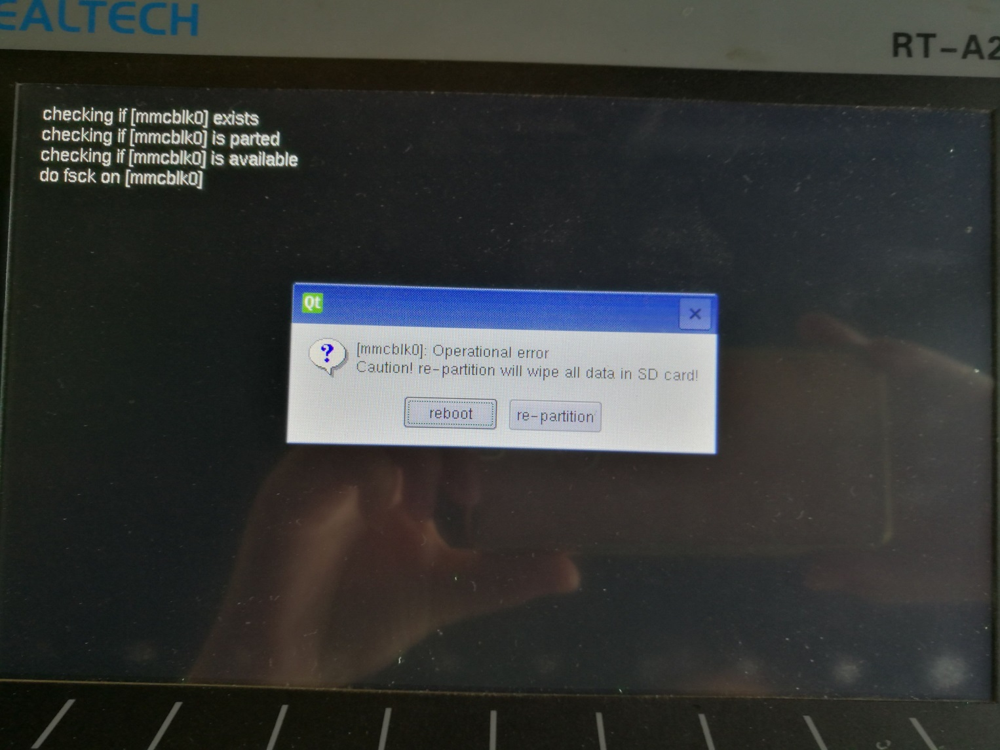 EALTECH
RT-A2
checking if [mmcblk0] exists
checking if [mmcblk0] is parted
checking if [mmcblk0] is available
do fsck on [mmcblk0]
Qt
[mmcblk0]: Operational error
Caution! re-partition will wipe all data in SD card!
reboot
re-partition